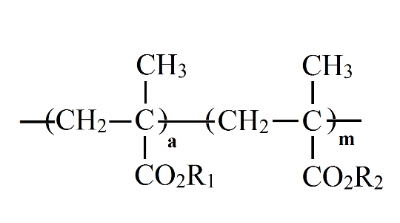 CH₃ CH₃
—(CH₂—C)—(CH₂—C)—
a m
CO₂R₁ CO₂R₂